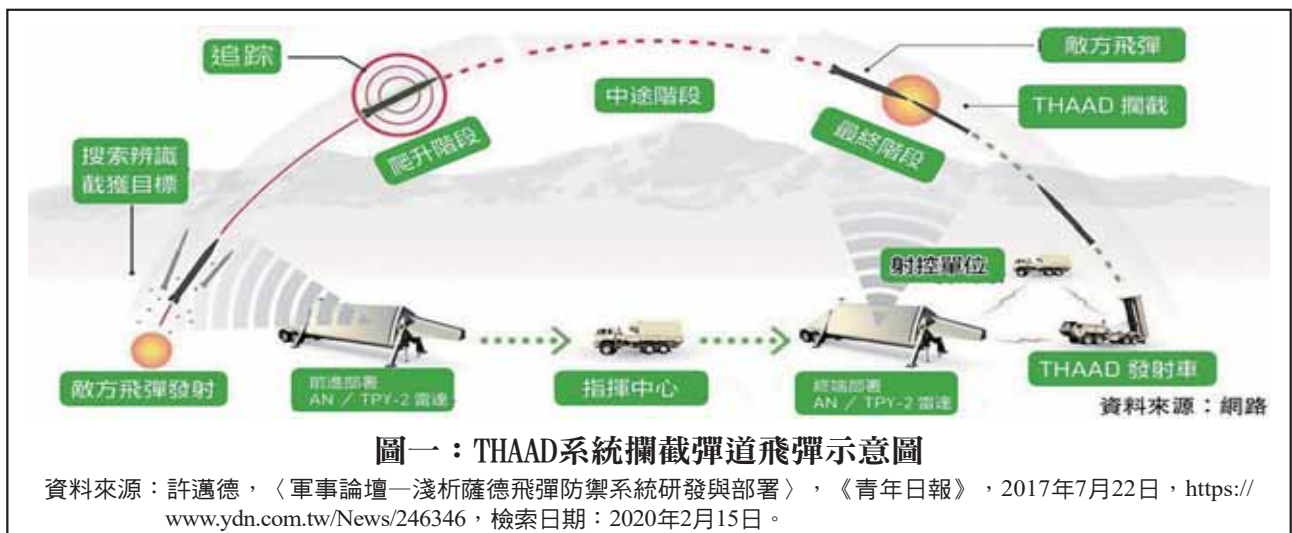 追踪
敵方飛彈
中途階段
THAAD 攔截
搜索辨識
截獲目標
爬升階段
最終階段
射控單位
敵方飛彈發射
前進部署
AN / TPY-2 雷達
指揮中心
終端部署
AN / TPY-2 雷達
THAAD 發射車
資料來源：網路
圖一：THAAD系統攔截彈道飛彈示意圖
資料來源：許邁德，〈軍事論壇—淺析薩德飛彈防禦系統研發與部署〉，《青年日報》，2017年7月22日，https://
www.ydn.com.tw/News/246346，檢索日期：2020年2月15日。